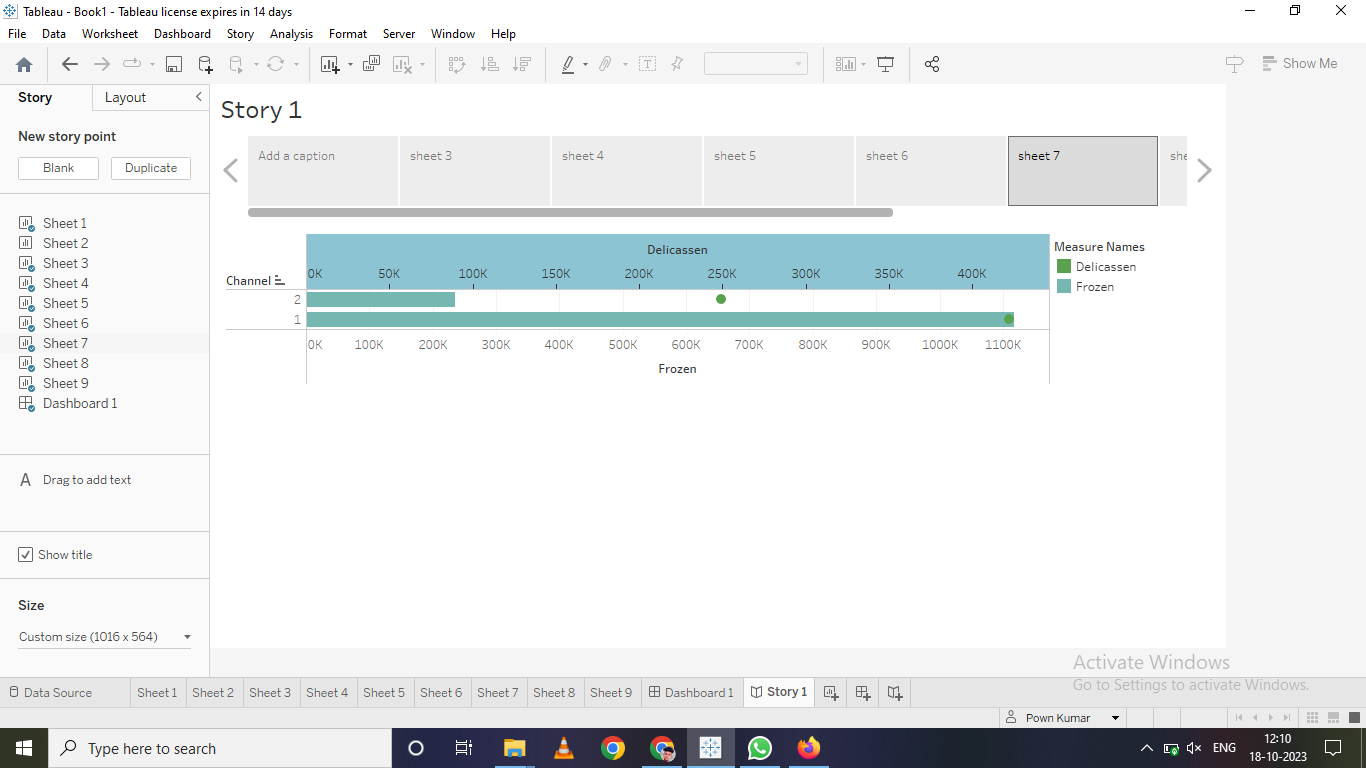 Tableau - Book1 - Tableau license expires in 14 days
File Data Worksheet Dashboard Story Analysis Format Server Window Help
Show Me
Story Layout
New story point
Blank Duplicate
Sheet 1
Sheet 2
Sheet 3
Sheet 4
Sheet 5
Sheet 6
Sheet 7
Sheet 8
Sheet 9
Dashboard 1
A Drag to add text
Show title
Size
Custom size (1016 x 564)
Story 1
Add a caption sheet 3 sheet 4 sheet 5 sheet 6 sheet 7 she
Delicassen
0K 50K 100K 150K 200K 250K 300K 350K 400K
Channel
2
1
0K 100K 200K 300K 400K 500K 600K 700K 800K 900K 1000K 1100K
Frozen
Measure Names
Delicassen
Frozen
Activate Windows
Go to Settings to activate Windows.
Data Source Sheet 1 Sheet 2 Sheet 3 Sheet 4 Sheet 5 Sheet 6 Sheet 7 Sheet 8 Sheet 9 Dashboard 1 Story 1
Pown Kumar
Type here to search
ENG
12:10
18-10-2023